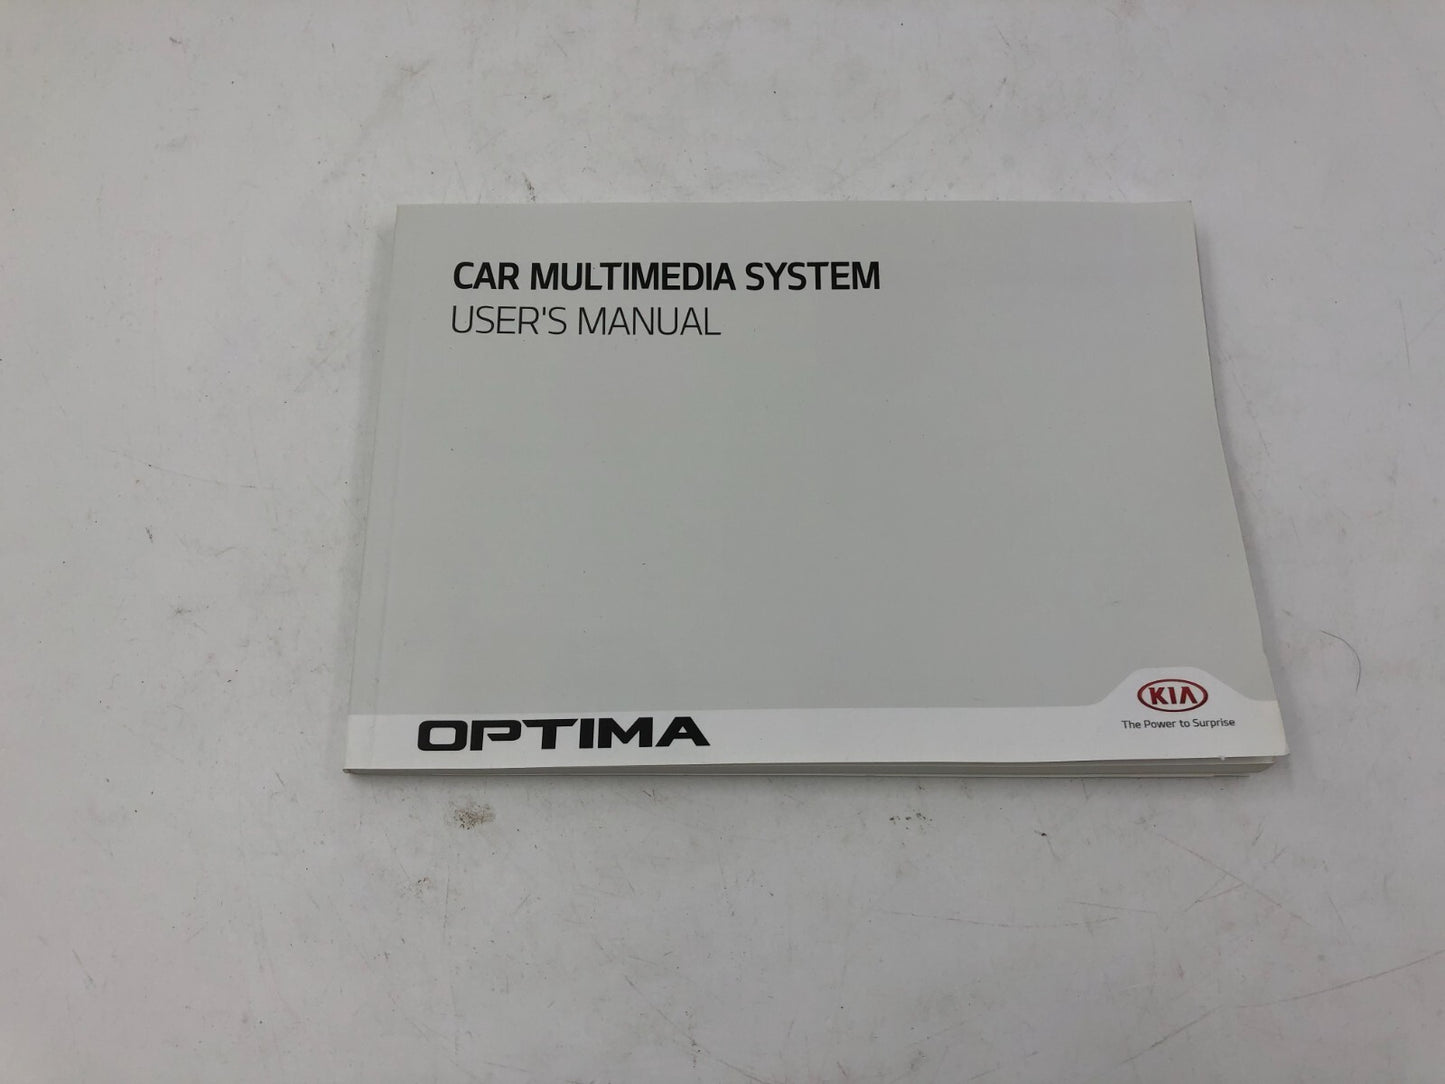 CAR MULTIMEDIA SYSTEM
USER'S MANUAL
KIA
The Power to Surprise
OPTIMA